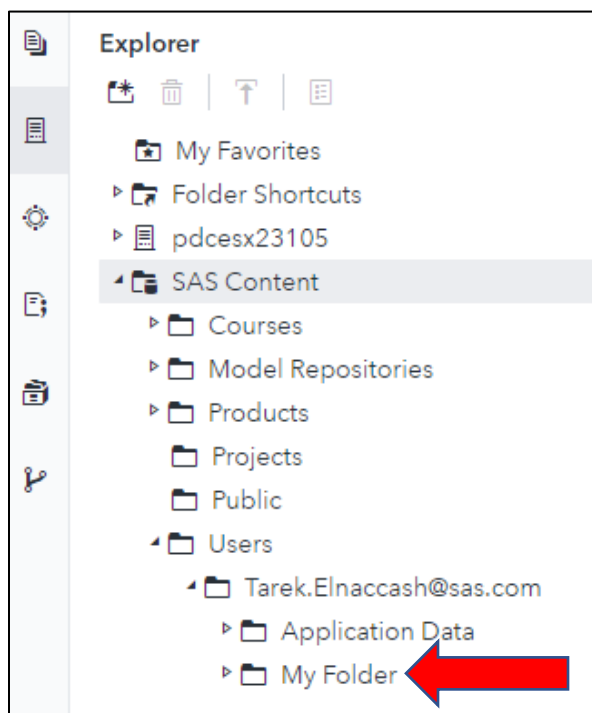 Explorer
My Favorites
Folder Shortcuts
pdcesx23105
SAS Content
Courses
Model Repositories
Products
Projects
Public
Users
Tarek.Elnaccash@sas.com
Application Data
My Folder